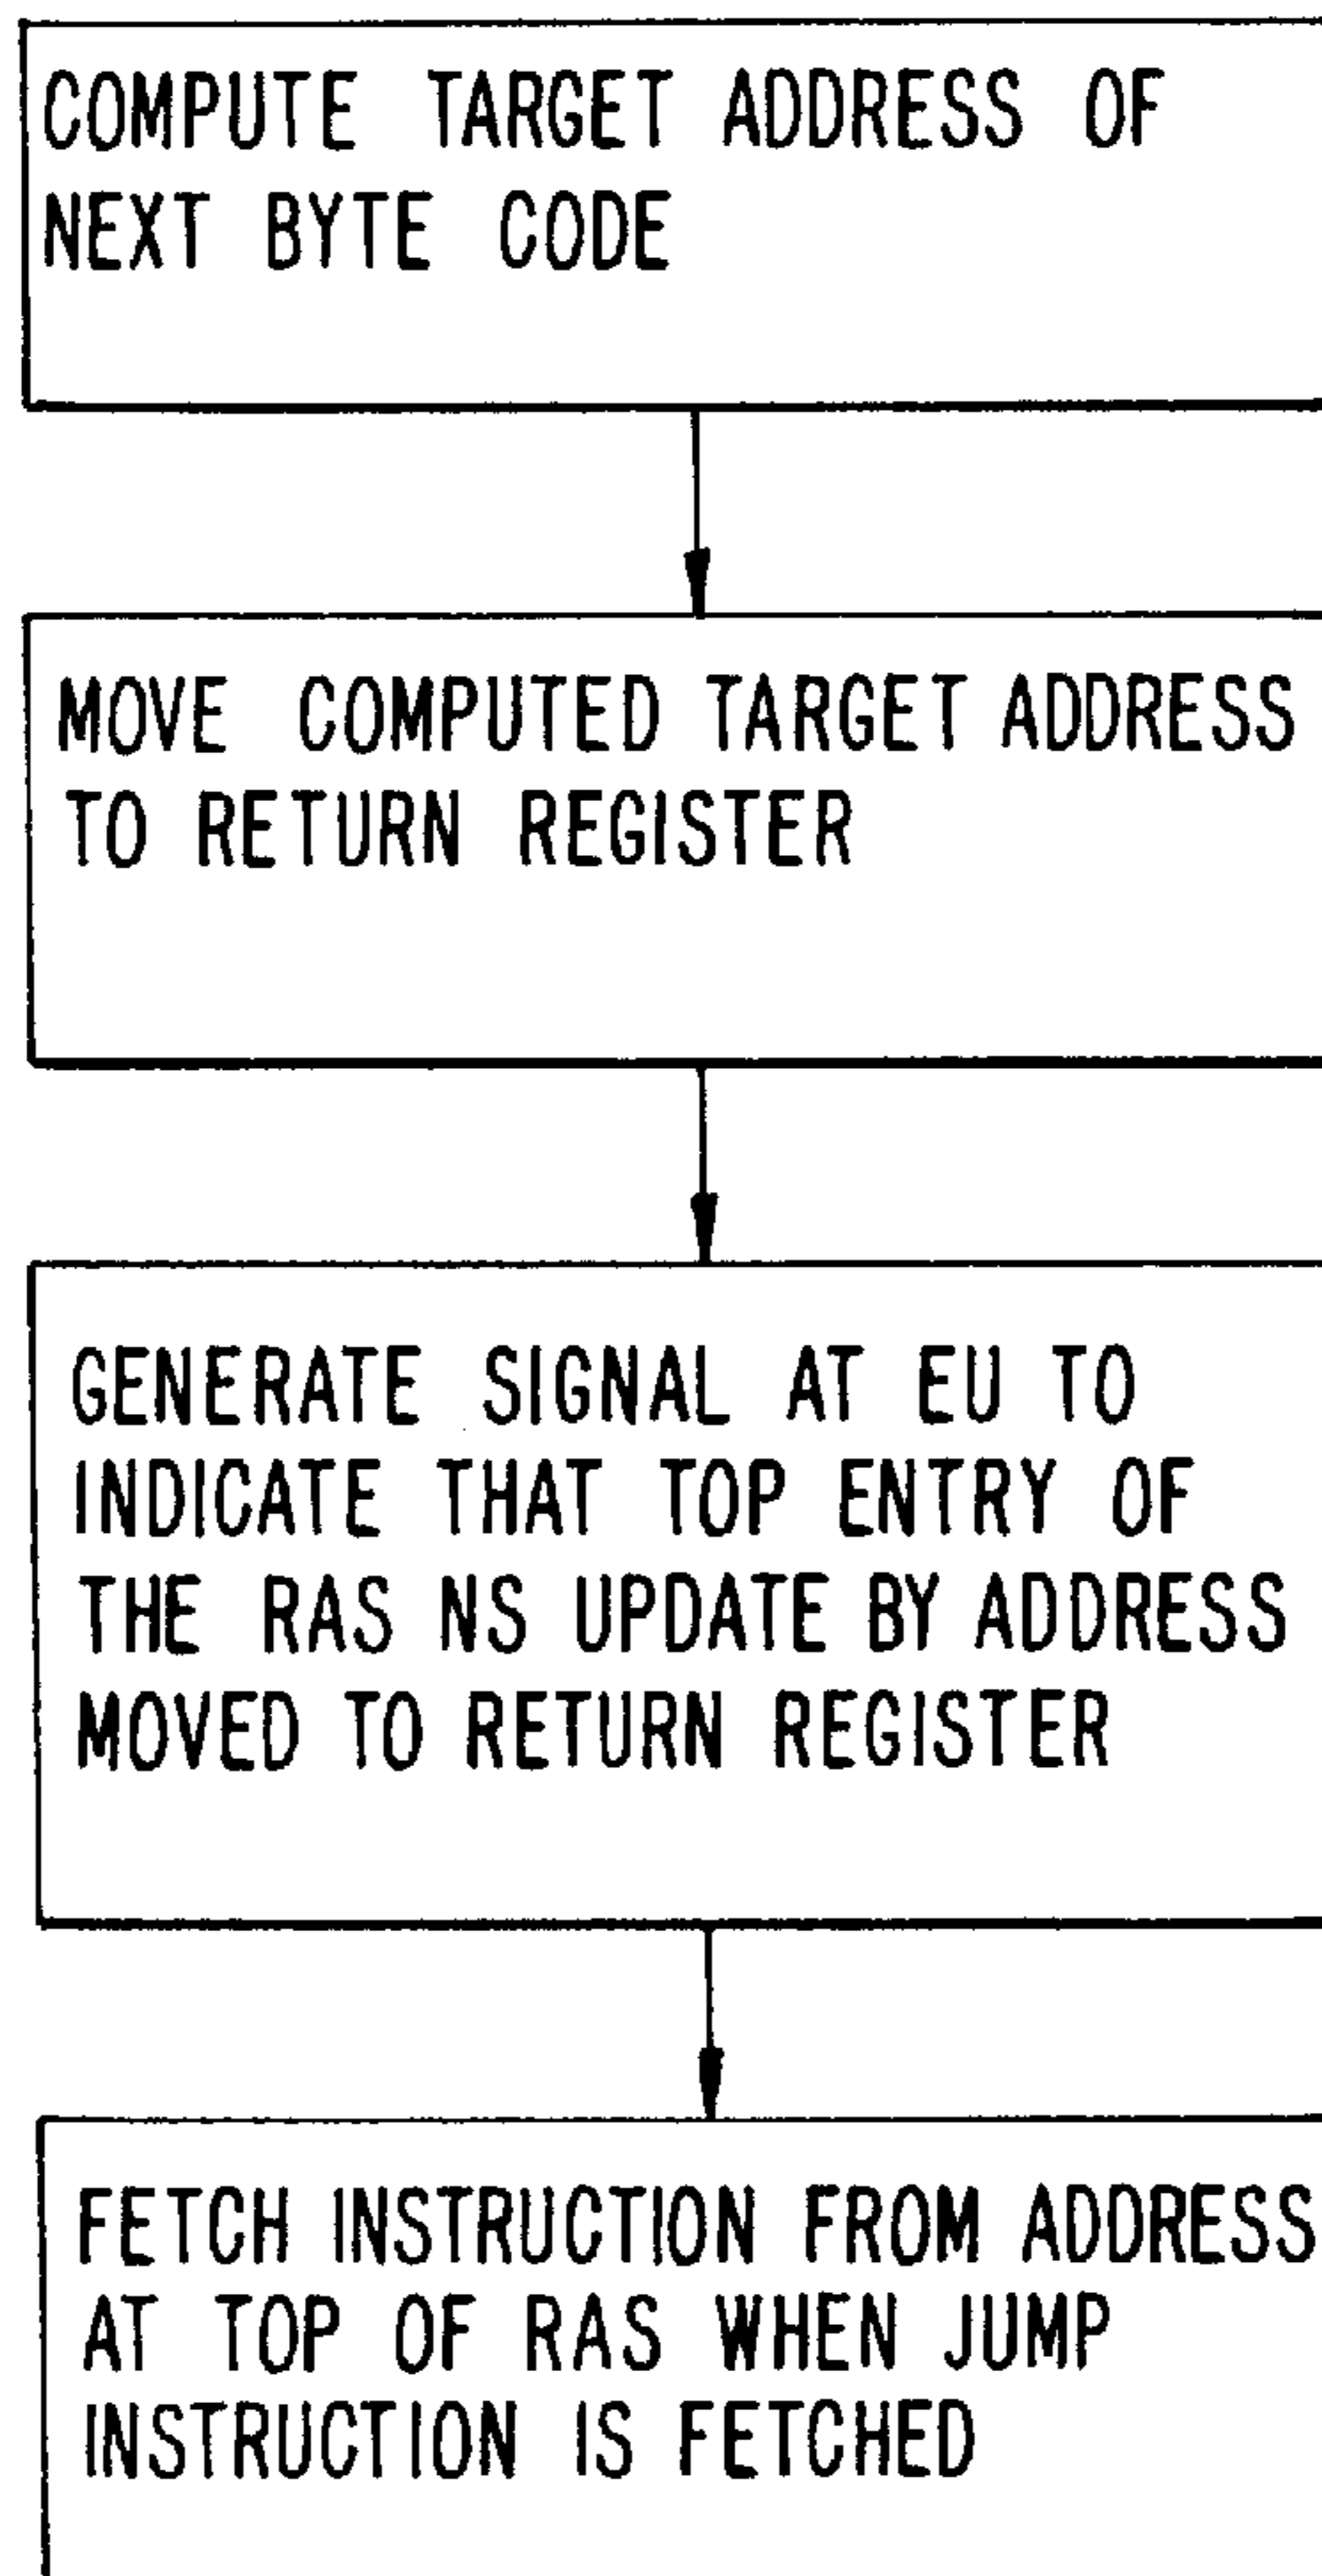 COMPUTE TARGET ADDRESS OF
NEXT BYTE CODE
MOVE COMPUTED TARGET ADDRESS
TO RETURN REGISTER
GENERATE SIGNAL AT EU TO
INDICATE THAT TOP ENTRY OF
THE RAS NS UPDATE BY ADDRESS
MOVED TO RETURN REGISTER
FETCH INSTRUCTION FROM ADDRESS
AT TOP OF RAS WHEN JUMP
INSTRUCTION IS FETCHED